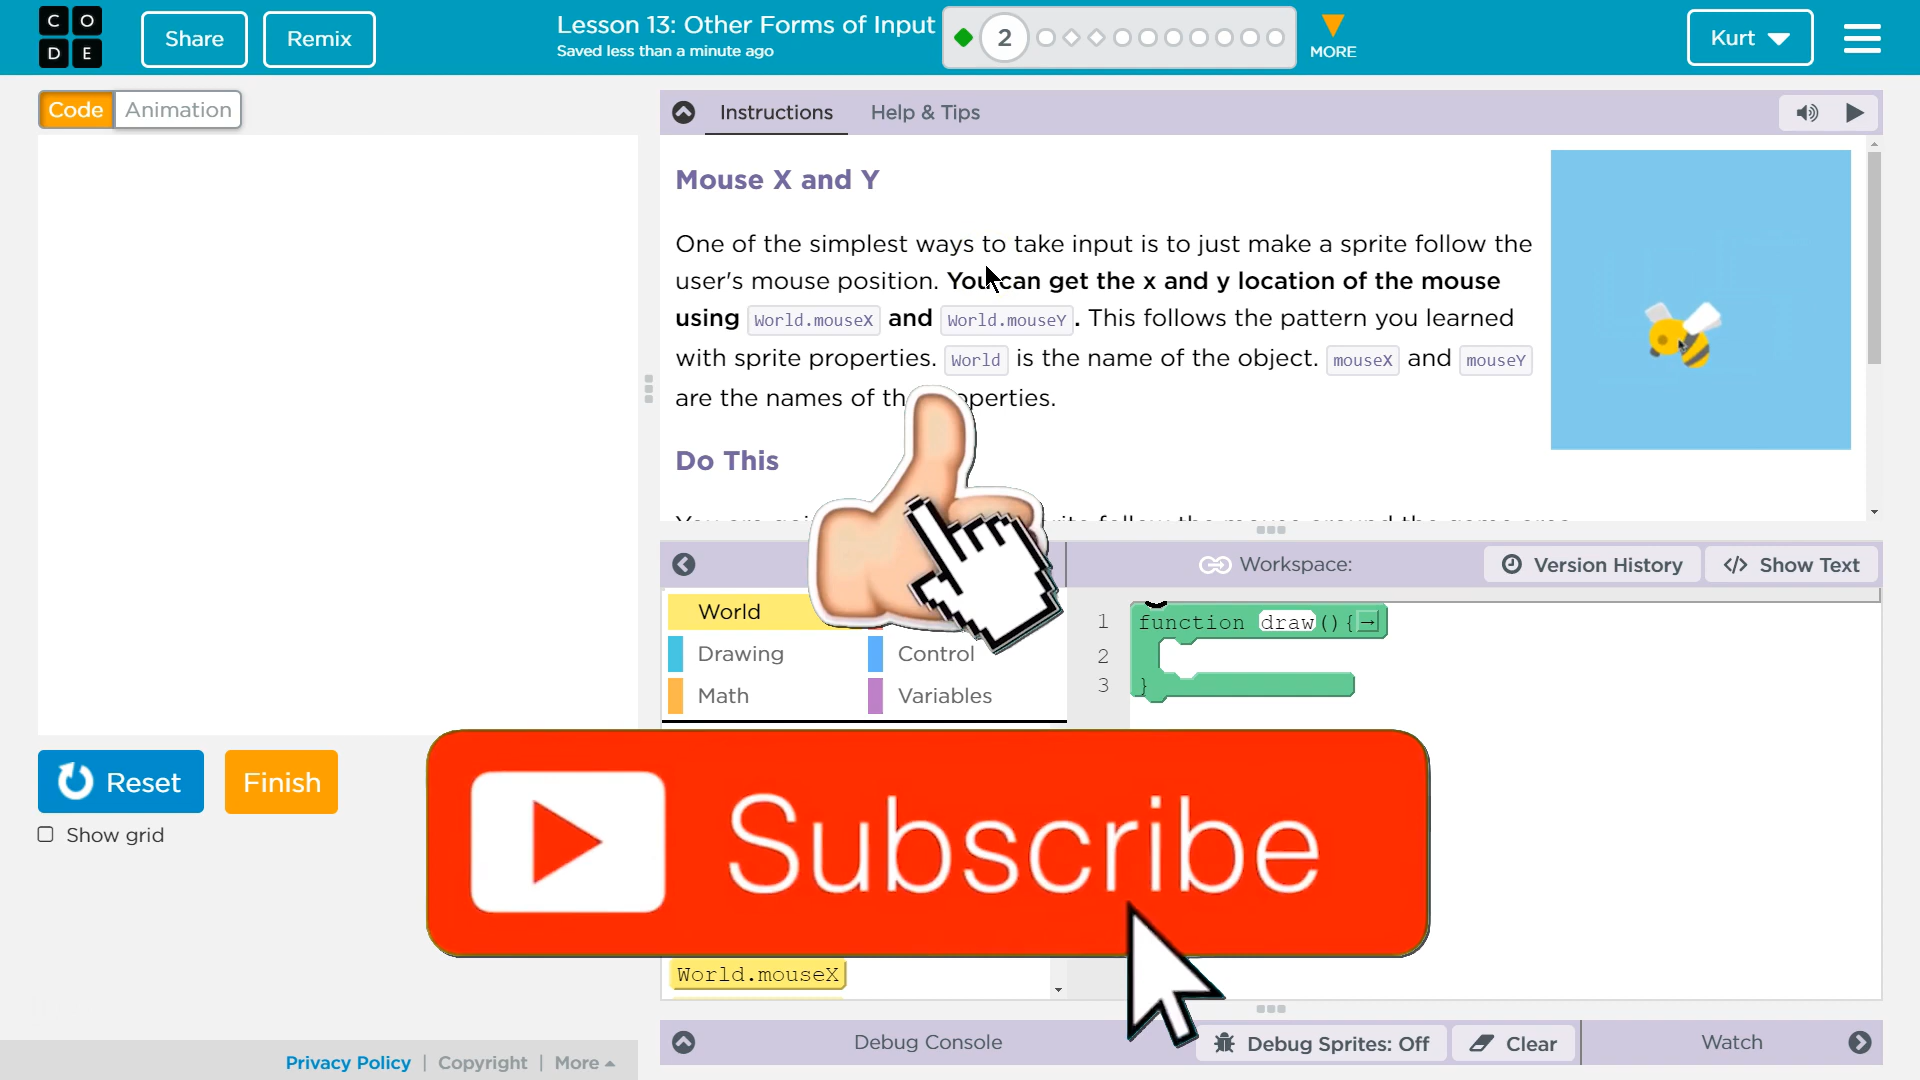 CODE
Share
Remix
Lesson 13: Other Forms of Input
Saved less than a minute ago
2
MORE
Kurt
Code
Animation
Instructions
Help & Tips
Mouse X and Y
One of the simplest ways to take input is to just make a sprite follow the
user's mouse position. You can get the x and y location of the mouse
using World.mouseX and World.mouseY. This follows the pattern you learned
with sprite properties. World is the name of the object. mouseX and mouseY
are the names of the properties.
Do This
Workspace:
Version History
</> Show Text
World
Drawing
Control
Math
Variables
1 function draw(){→
2
3 }
Reset
Finish
Show grid
Subscribe
World.mouseX
Debug Console
Debug Sprites: Off
Clear
Watch
Privacy Policy | Copyright | More